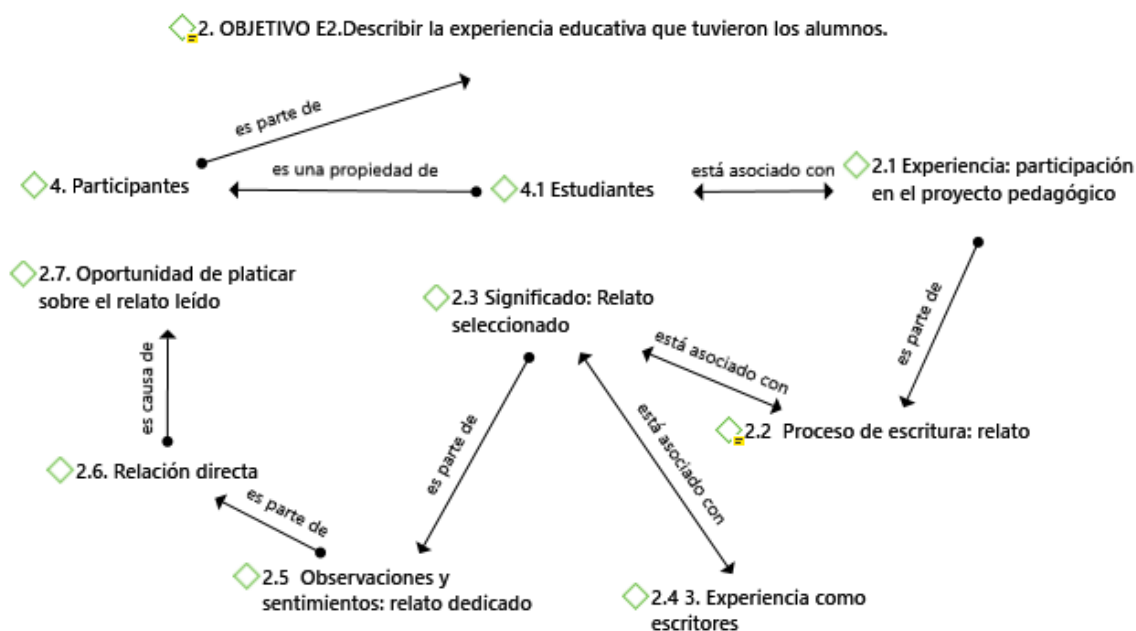 2. OBJETIVO E2.Describir la experiencia educativa que tuvieron los alumnos.
es parte de
4. Participantes
es una propiedad de
4.1 Estudiantes
está asociado con
2.1 Experiencia: participación
en el proyecto pedagógico
2.7. Oportunidad de platicar
sobre el relato leído
2.3 Significado: Relato
seleccionado
es parte de
está asociado con
es causa de
2.2 Proceso de escritura: relato
es parte de
está asociado con
2.6. Relación directa
es parte de
2.5 Observaciones y
sentimientos: relato dedicado
2.4 3. Experiencia como
escritores